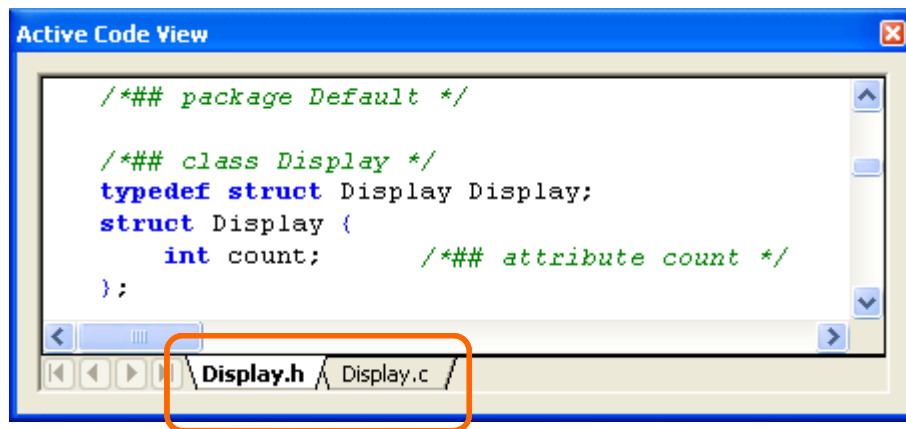 Active Code View
/*## package Default */
/*## class Display */
typedef struct Display Display;
struct Display {
int count; /*## attribute count */
};
Display.h Display.c